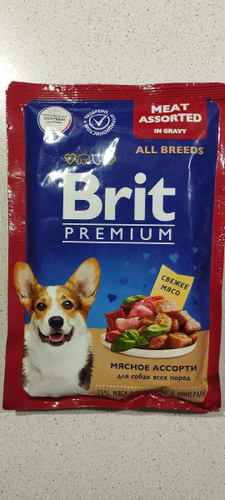 MEAT
ASSORTED
IN GRAVY
ALL BREEDS
Brit
PREMIUM
СВЕЖЕЕ
МЯСО
МЯСНОЕ АССОРТИ
для собак всех пород